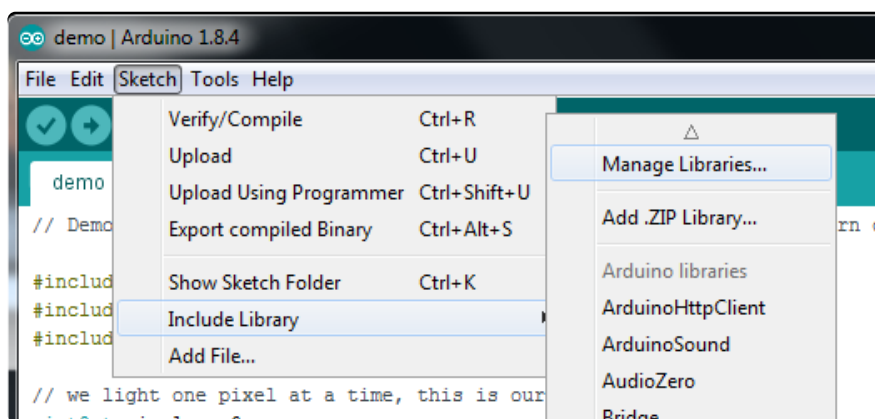 demo | Arduino 1.8.4
File Edit Sketch Tools Help
demo
Verify/Compile Ctrl+R
Upload Ctrl+U
Upload Using Programmer Ctrl+Shift+U
Export compiled Binary Ctrl+Alt+S
Show Sketch Folder Ctrl+K
Include Library
Add File...
Manage Libraries...
Add .ZIP Library...
Arduino libraries
ArduinoHttpClient
ArduinoSound
AudioZero
Bridge
// Demo
rn
#includ
#includ
#includ
// we light one pixel at a time, this is our